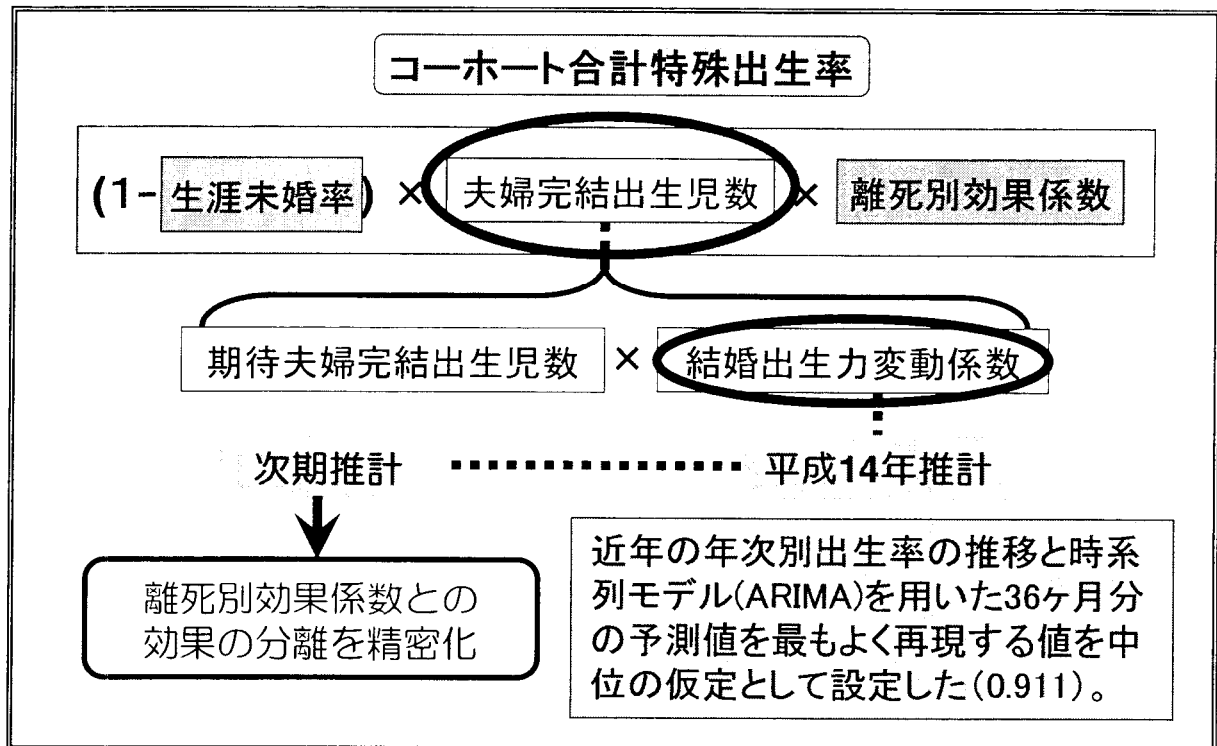 コーホート合計特殊出生率
(1-生涯未婚率) × 夫婦完結出生児数 × 離死別効果係数
期待夫婦完結出生児数 × 結婚出生力変動係数
次期推計 平成14年推計
離死別効果係数との
効果の分離を精密化
近年の年次別出生率の推移と時系
列モデル(ARIMA)を用いた36ヶ月分
の予測値を最もよく再現する値を中
位の仮定として設定した(0.911)。